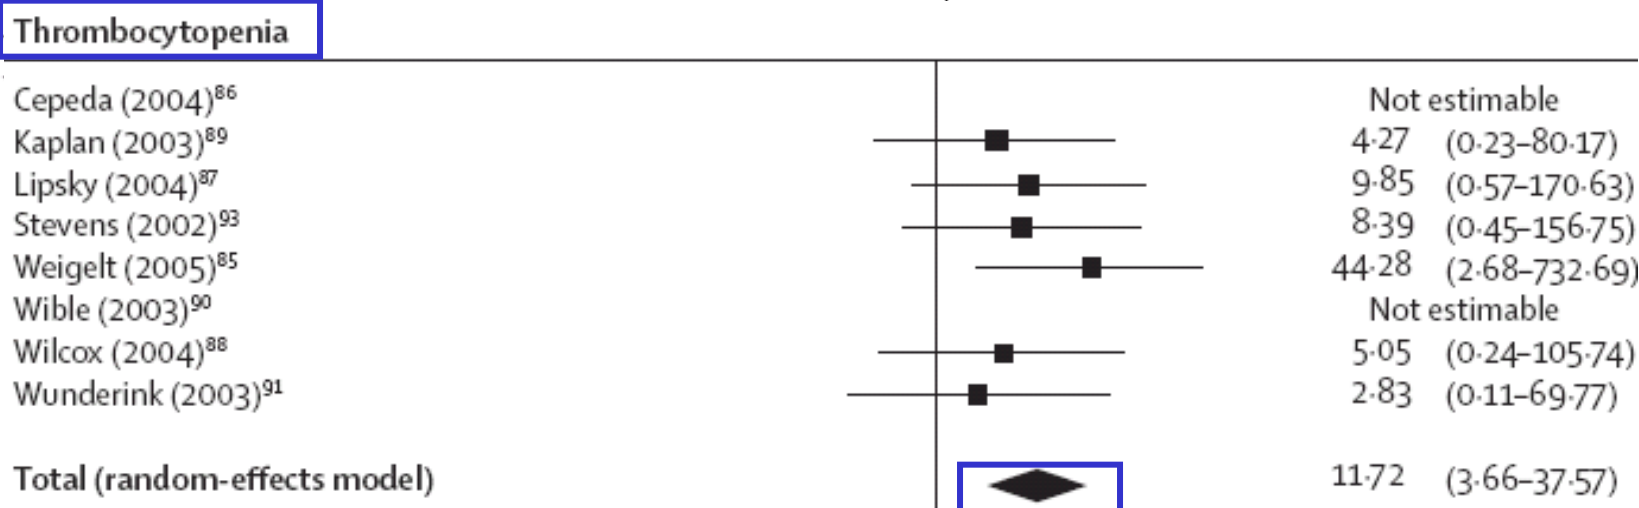 Thrombocytopenia
Cepeda (2004)⁸⁶ Not estimable
Kaplan (2003)⁸⁹ 4·27 (0·23–80·17)
Lipsky (2004)⁸⁷ 9·85 (0·57–170·63)
Stevens (2002)⁹³ 8·39 (0·45–156·75)
Weigelt (2005)⁸⁵ 44·28 (2·68–732·69)
Wible (2003)⁹⁰ Not estimable
Wilcox (2004)⁸⁸ 5·05 (0·24–105·74)
Wunderink (2003)⁹¹ 2·83 (0·11–69·77)
Total (random-effects model) 11·72 (3·66–37·57)